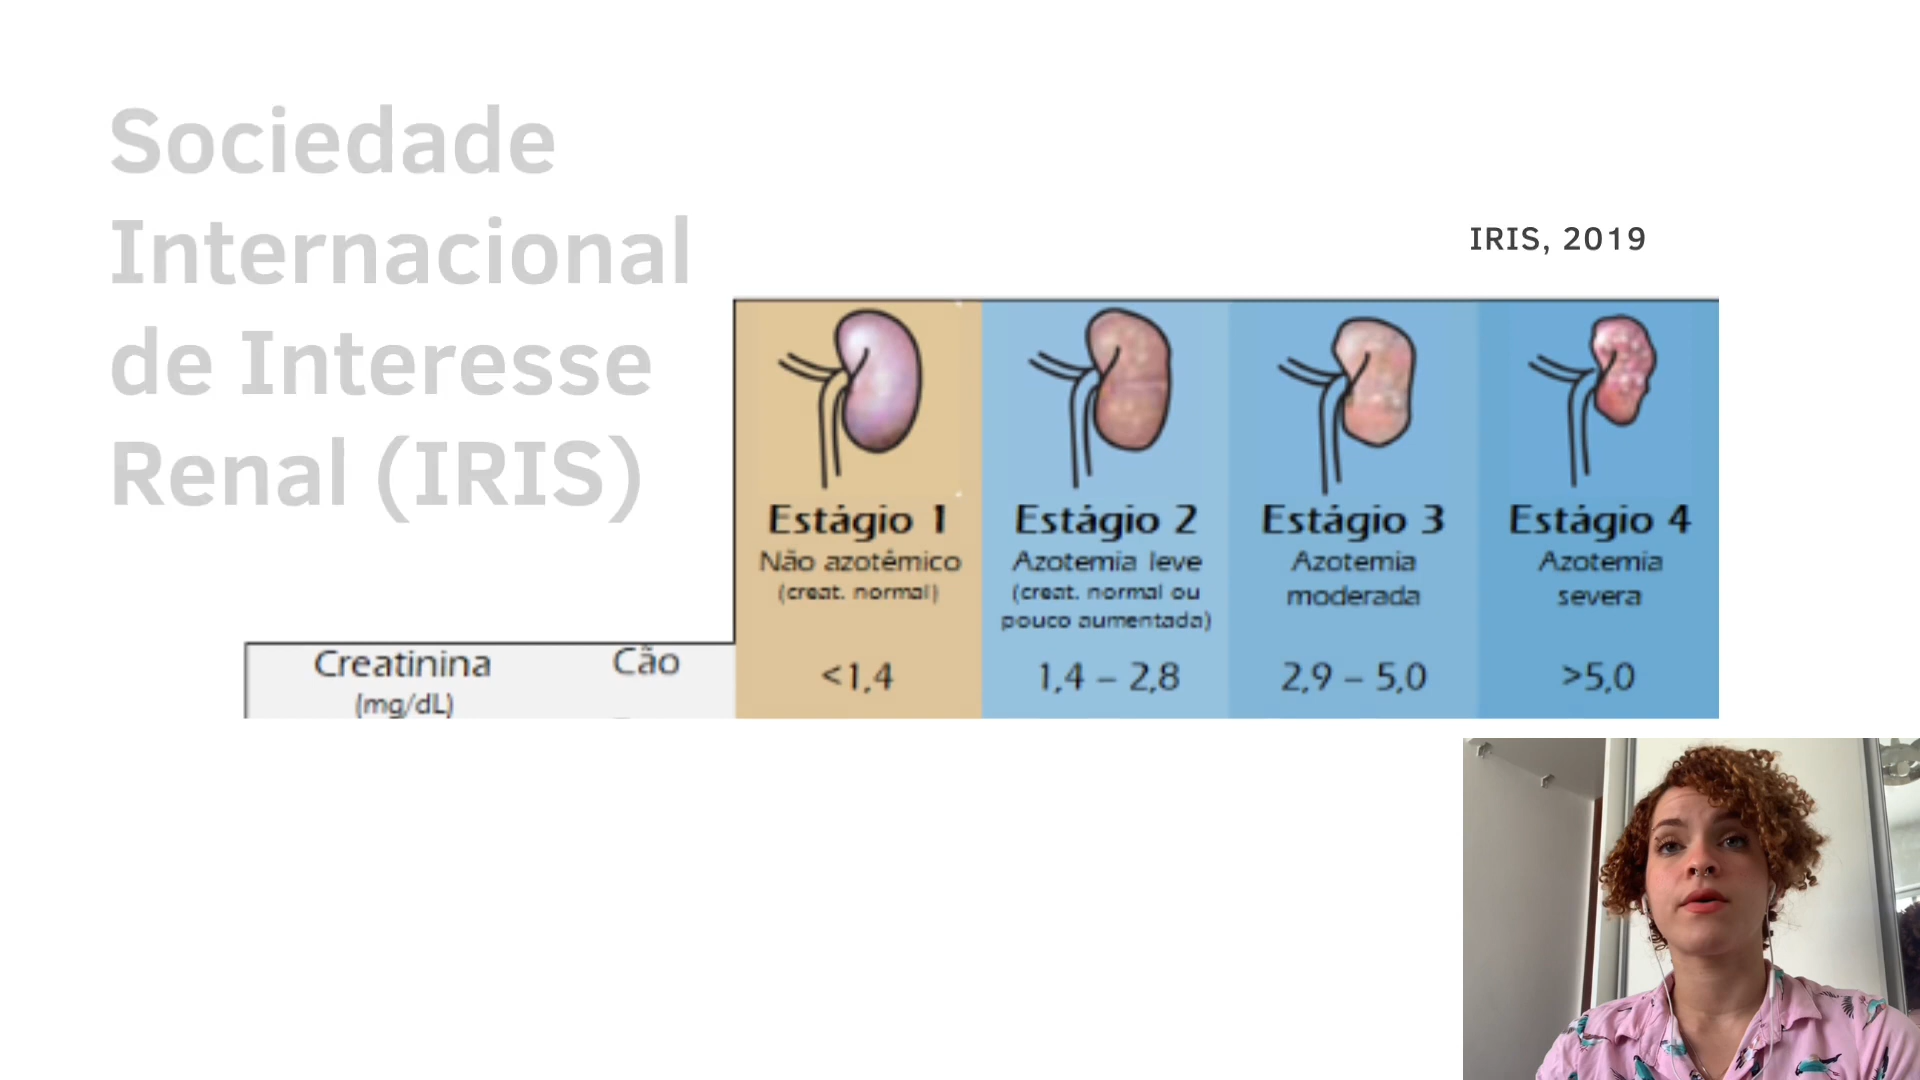 Sociedade
Internacional
de Interesse
Renal (IRIS)
IRIS, 2019
Estágio 1
Não azotêmico
(creat. normal)
Estágio 2
Azotemia leve
(creat. normal ou
pouco aumentada)
Estágio 3
Azotemia
moderada
Estágio 4
Azotemia
severa
Creatinina
(mg/dL)
Cão
<1,4
1,4 – 2,8
2,9 – 5,0
>5,0